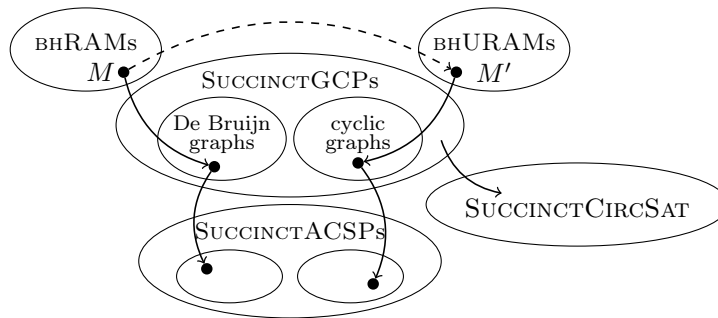 BHRAMs
M
BHURAMs
M′
SUCCINCTGCPs
De Bruijn
graphs
cyclic
graphs
SUCCINCTCIRCSAT
SUCCINCTACSPs